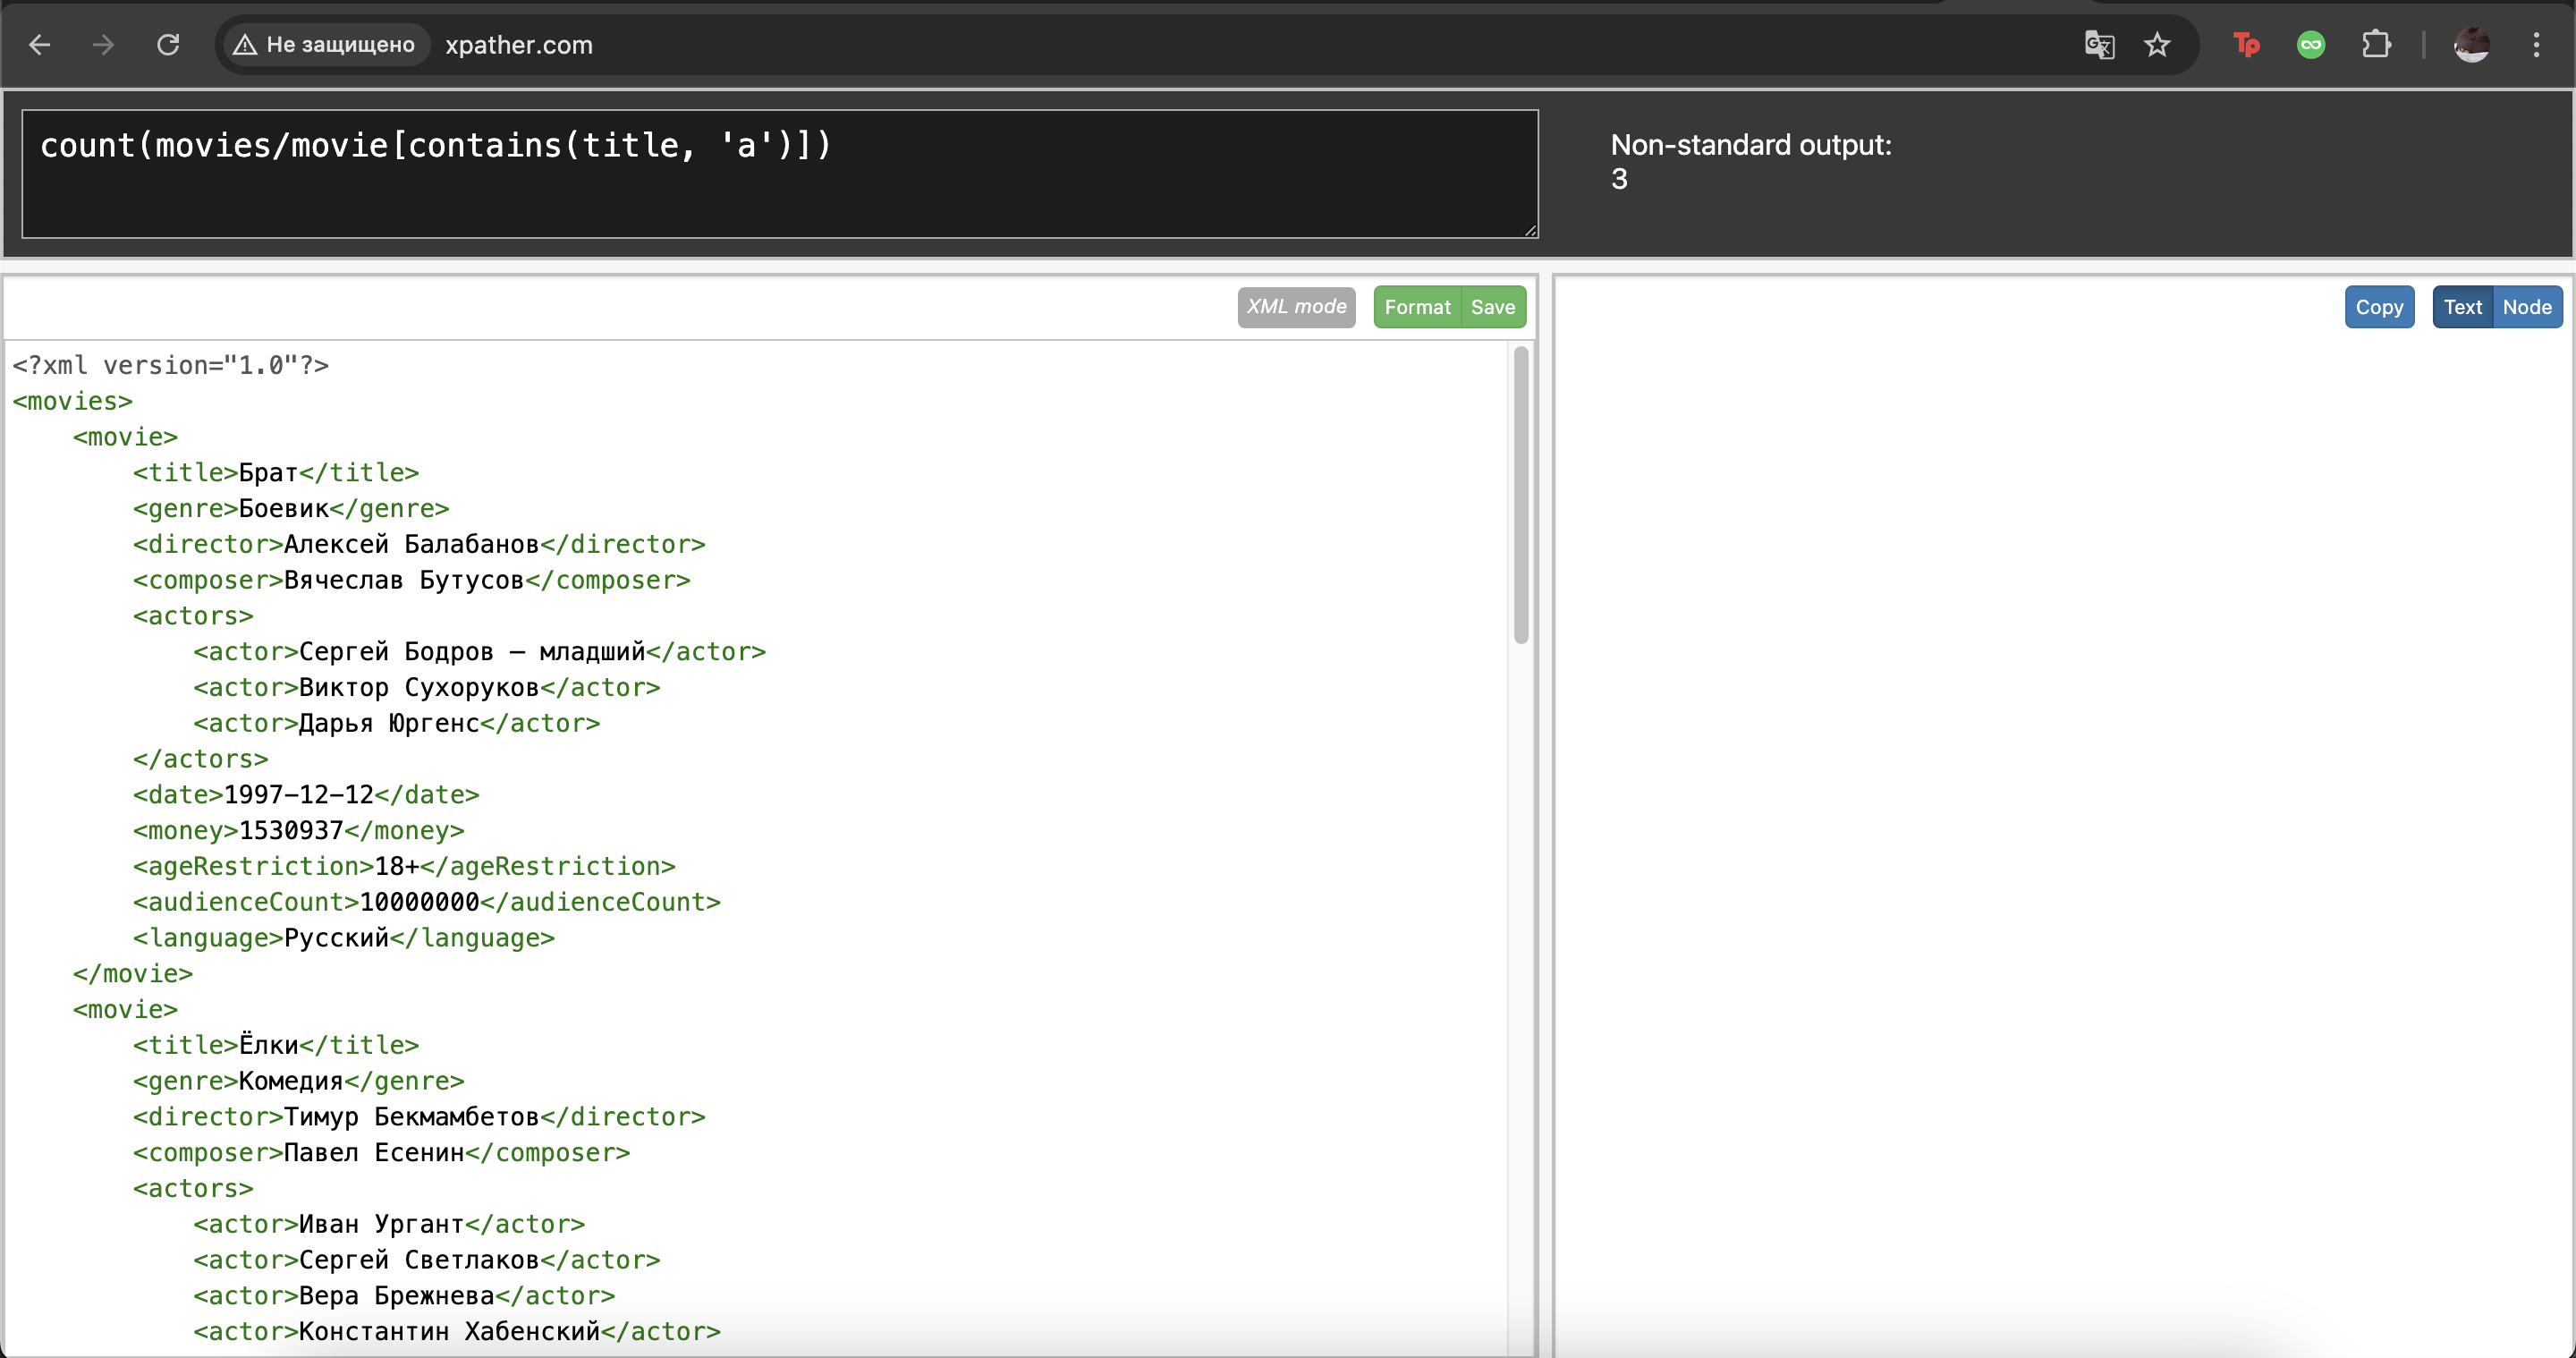 Не защищено xpather.com
count(movies/movie[contains(title, 'a')])
Non-standard output:
3
XML mode Format Save
Copy Text Node
<?xml version="1.0"?>
<movies>
<movie>
<title>Брат</title>
<genre>Боевик</genre>
<director>Алексей Балабанов</director>
<composer>Вячеслав Бутусов</composer>
<actors>
<actor>Сергей Бодров – младший</actor>
<actor>Виктор Сухоруков</actor>
<actor>Дарья Юргенс</actor>
</actors>
<date>1997-12-12</date>
<money>1530937</money>
<ageRestriction>18+</ageRestriction>
<audienceCount>10000000</audienceCount>
<language>Русский</language>
</movie>
<movie>
<title>Ёлки</title>
<genre>Комедия</genre>
<director>Тимур Бекмамбетов</director>
<composer>Павел Есенин</composer>
<actors>
<actor>Иван Ургант</actor>
<actor>Сергей Светлаков</actor>
<actor>Вера Брежнева</actor>
<actor>Константин Хабенский</actor>